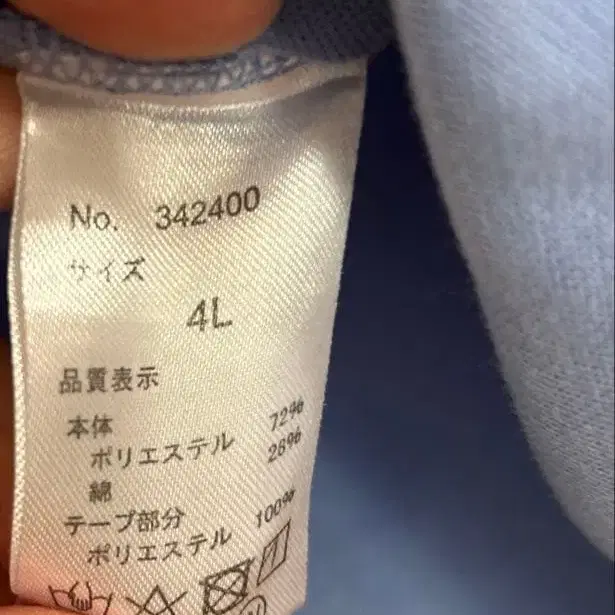 No. 342400
サイズ
4L
品質表示
本体
ポリエステル 72%
綿 28%
テープ部分
ポリエステル 100%